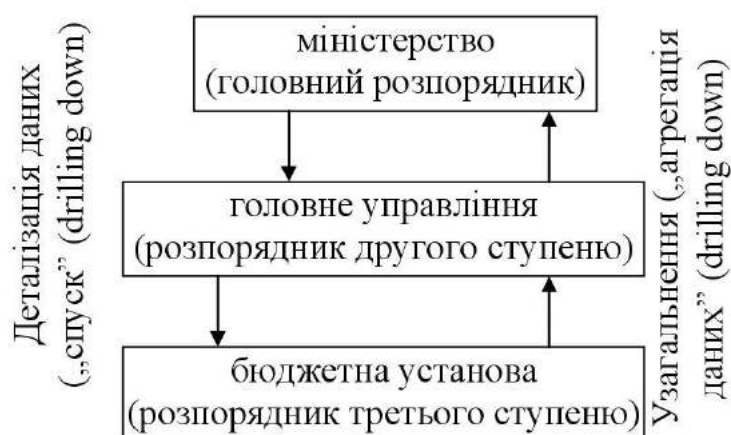 Деталізація даних
(„спуск” (drilling down)
міністерство
(головний розпорядник)
головне управління
(розпорядник другого ступеню)
бюджетна установа
(розпорядник третього ступеню)
Узагальнення („агрегація
даних” (drilling down)